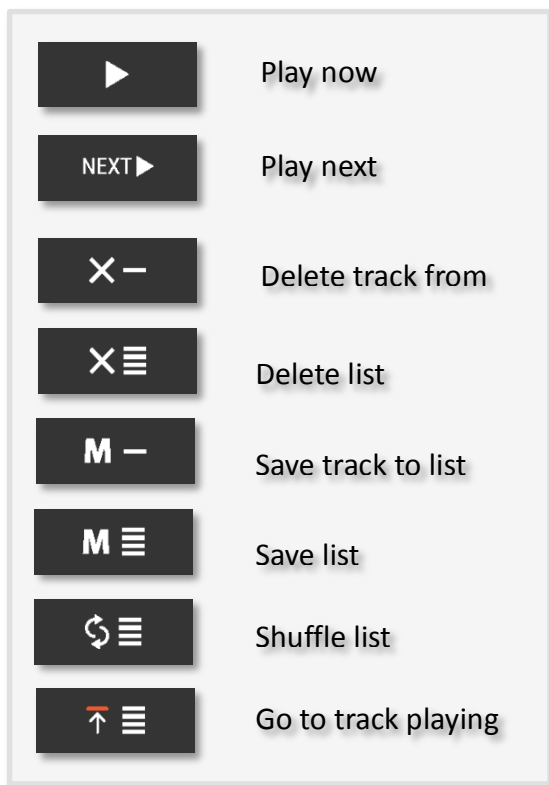 Play now
NEXT Play next
Delete track from
Delete list
M Save track to list
M Save list
Shuffle list
Go to track playing